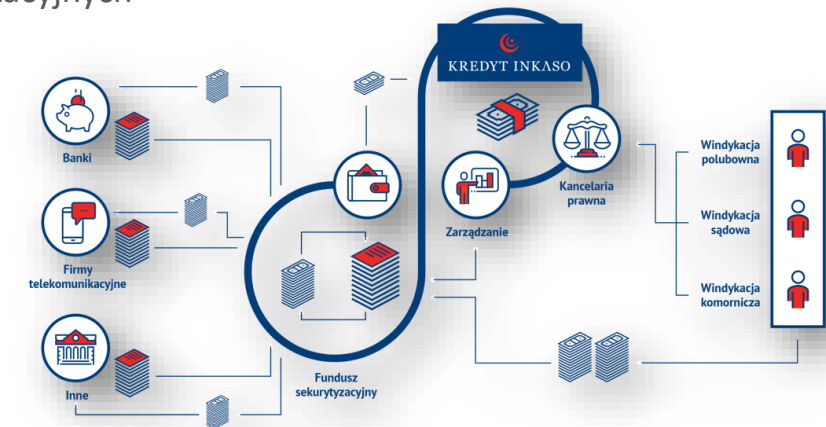 KREDYT INKASO
Banki
Firmy
telekomunikacyjne
Inne
Fundusz
sekurytyzacyjny
Zarządzanie
Kancelaria
prawna
Windykacja
polubowna
Windykacja
sądowa
Windykacja
komornicza